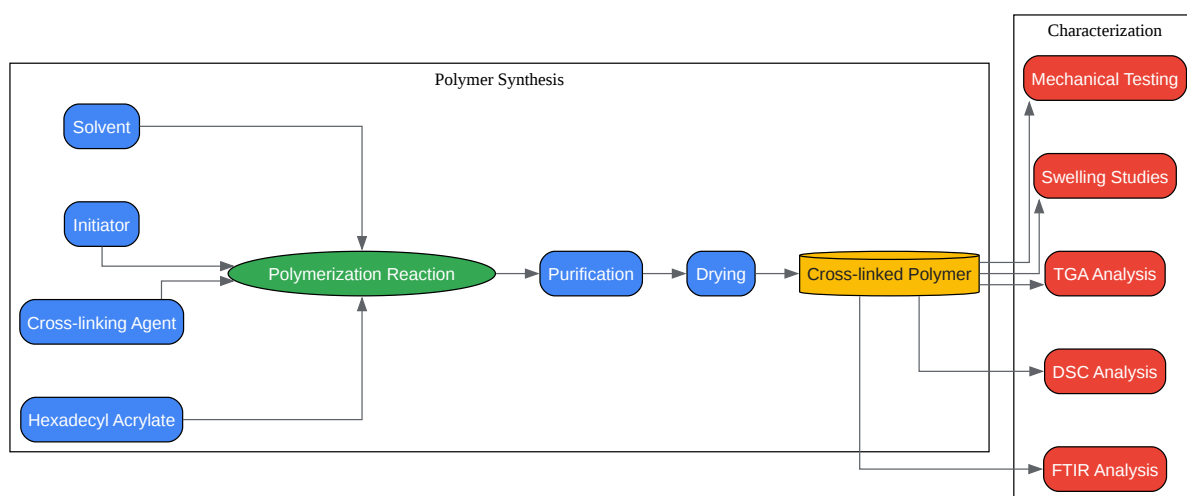 Characterization
Polymer Synthesis
Mechanical Testing
Solvent
Swelling Studies
Initiator
Polymerization Reaction
Purification
Drying
Cross-linked Polymer
TGA Analysis
Cross-linking Agent
DSC Analysis
Hexadecyl Acrylate
FTIR Analysis